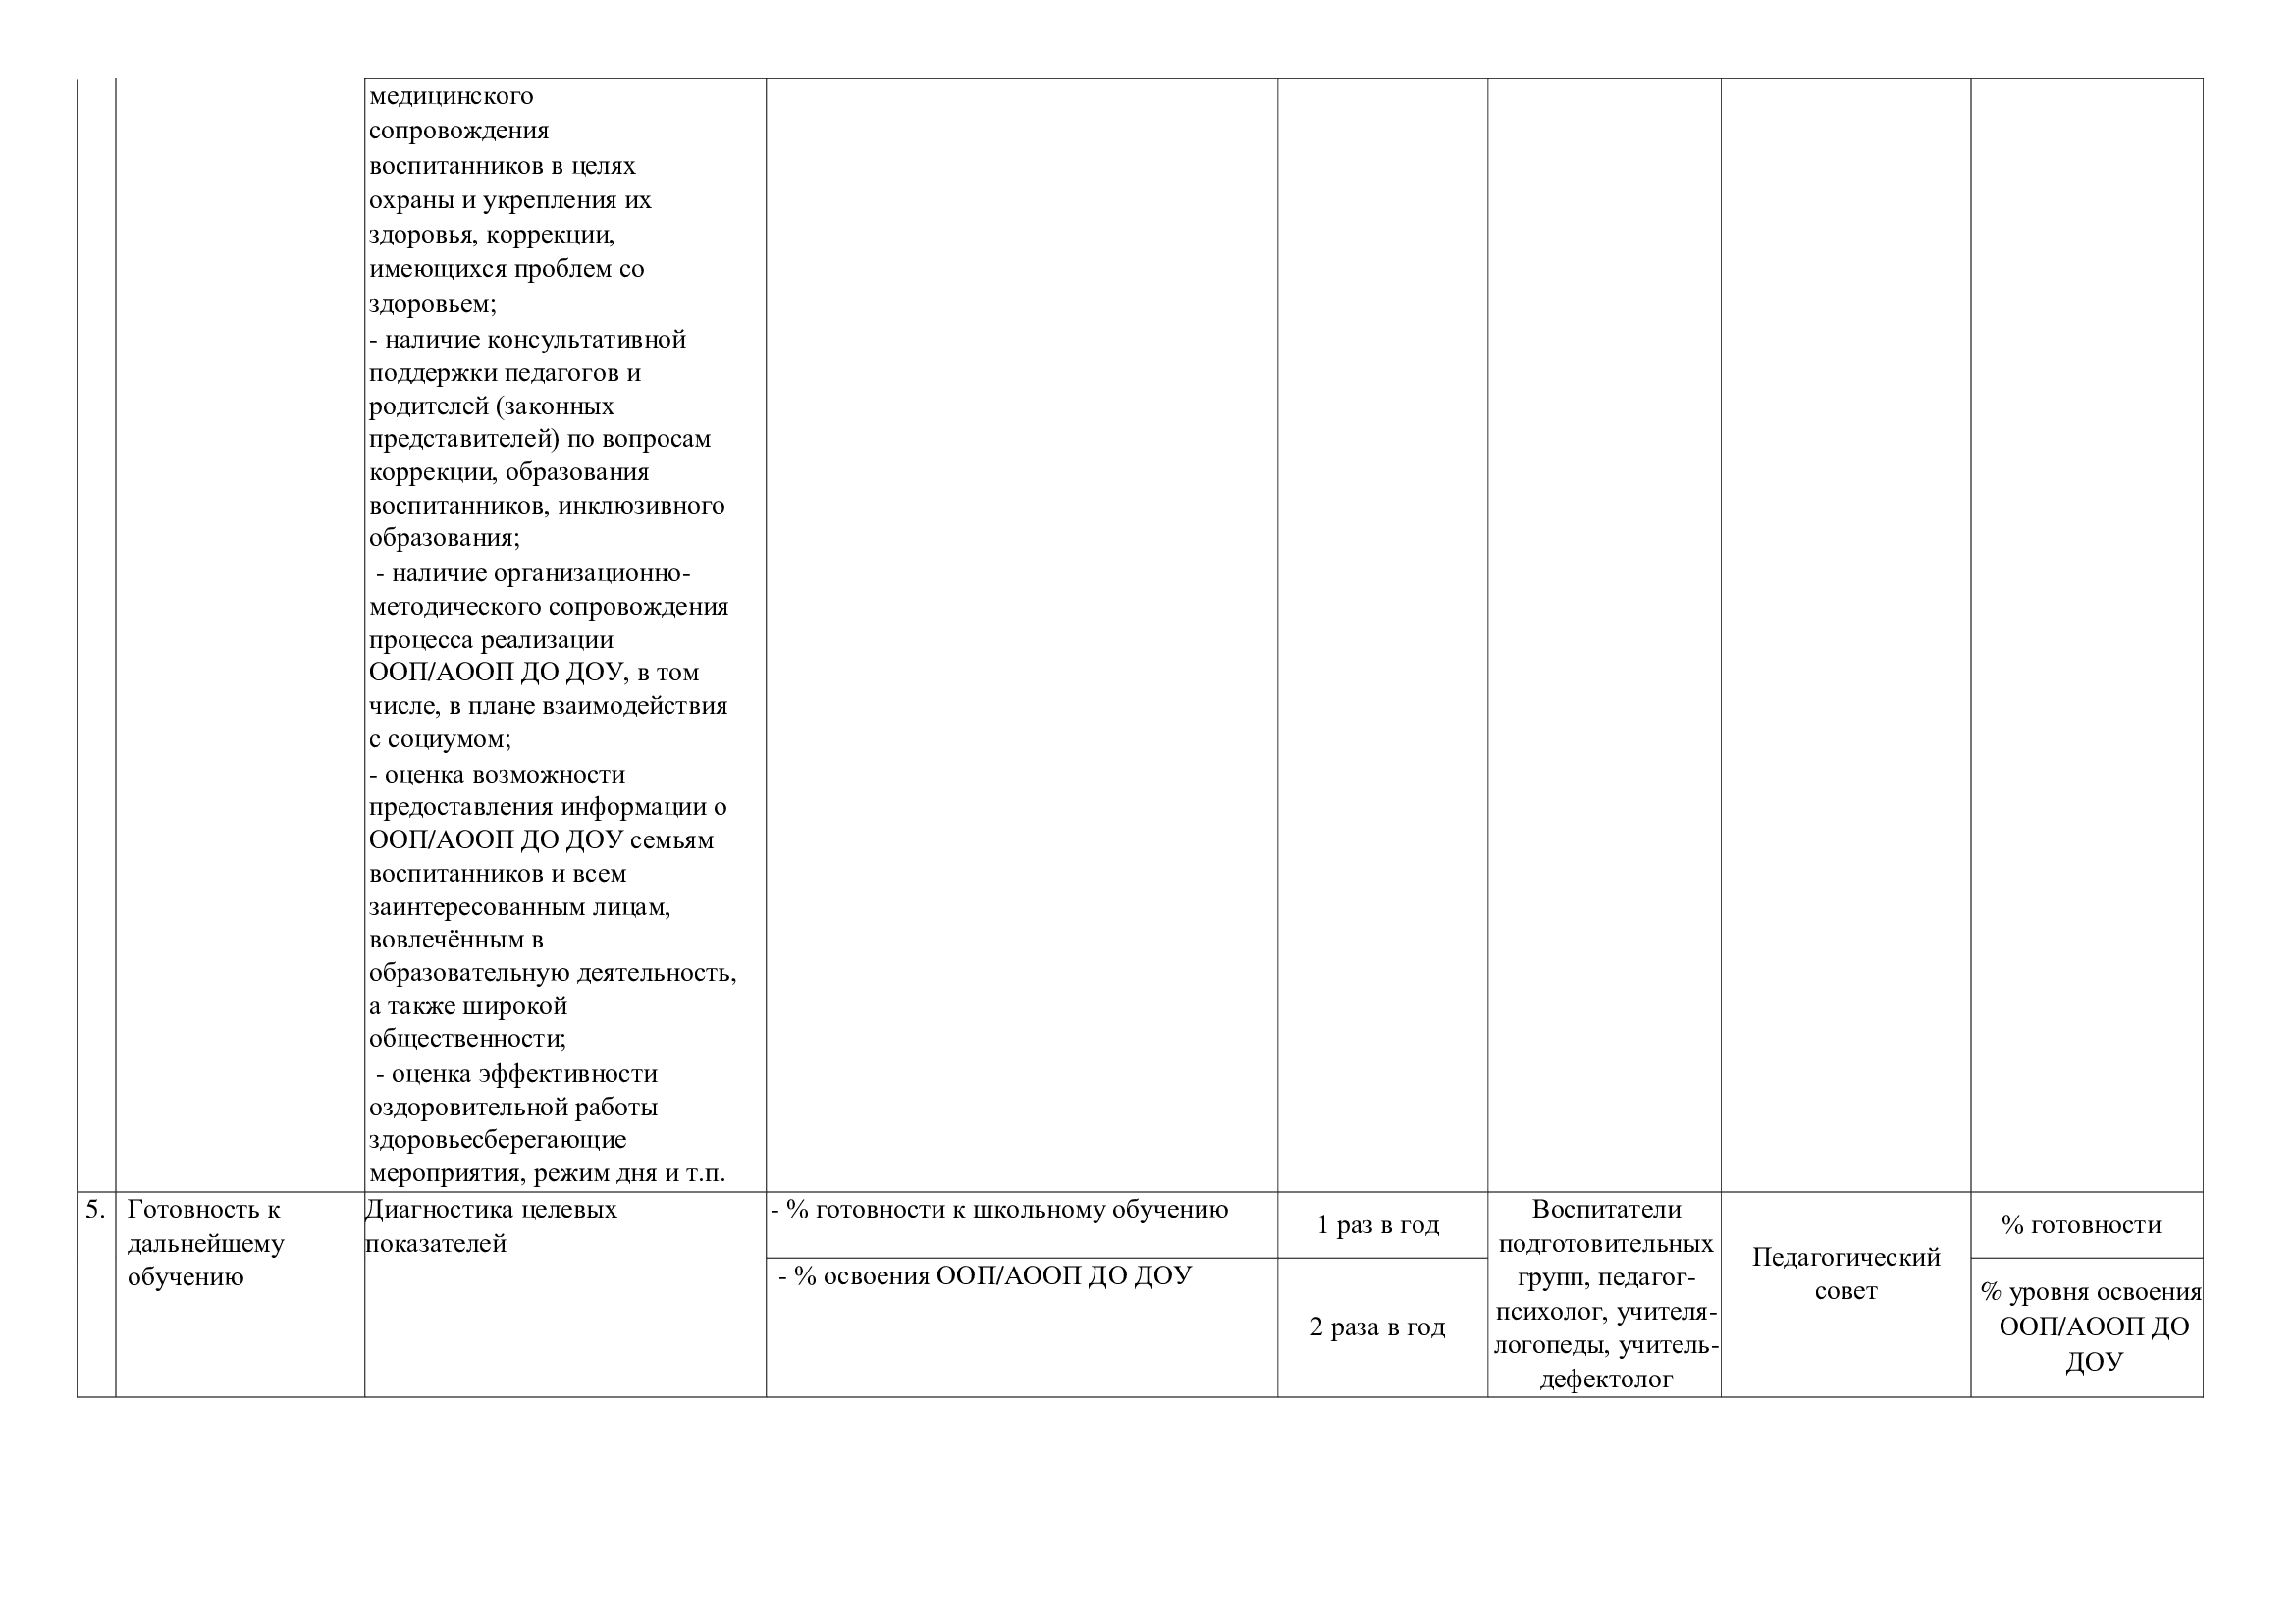 медицинского
сопровождения
воспитанников в целях
охраны и укрепления их
здоровья, коррекции,
имеющихся проблем со
здоровьем;
- наличие консультативной
поддержки педагогов и
родителей (законных
представителей) по вопросам
коррекции, образования
воспитанников, инклюзивного
образования;
- наличие организационно-
методического сопровождения
процесса реализации
ООП/АООП ДО ДОУ, в том
числе, в плане взаимодействия
с социумом;
- оценка возможности
предоставления информации о
ООП/АООП ДО ДОУ семьям
воспитанников и всем
заинтересованным лицам,
вовлечённым в
образовательную деятельность,
а также широкой
общественности;
- оценка эффективности
оздоровительной работы
здоровьесберегающие
мероприятия, режим дня и т.п.
5.
Готовность к
дальнейшему
обучению
Диагностика целевых
показателей
- % готовности к школьному обучению
1 раз в год
- % освоения ООП/АООП ДО ДОУ
2 раза в год
Воспитатели
подготовительных
групп, педагог-
психолог, учителя-
логопеды, учитель-
дефектолог
Педагогический
совет
% готовности
% уровня освоения
ООП/АООП ДО
ДОУ